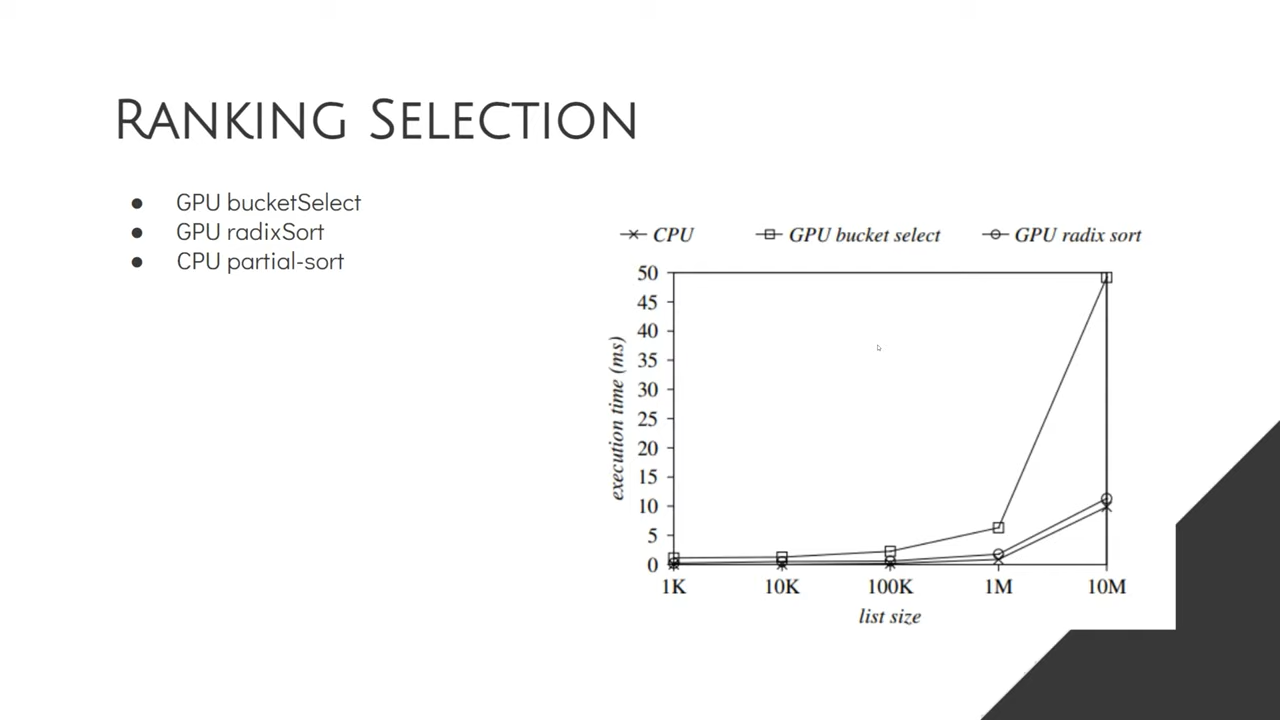 RANKING SELECTION
● GPU bucketSelect
● GPU radixSort
● CPU partial-sort
CPU GPU bucket select GPU radix sort
50
45
40
35
30
25
20
15
10
5
0
execution time (ms)
1K 10K 100K 1M 10M
list size